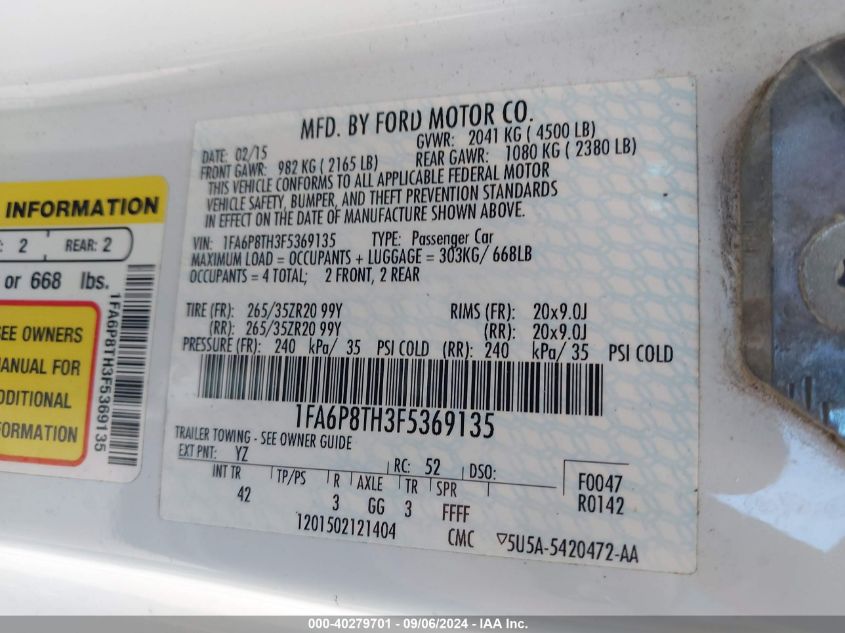 INFORMATION
: 2 REAR: 2
or 668 lbs.
SEE OWNERS
MANUAL FOR
ADDITIONAL
INFORMATION
1FA6P8TH3F5369135
MFD. BY FORD MOTOR CO.
DATE: 02/15 GVWR: 2041 KG ( 4500 LB)
FRONT GAWR: 982 KG ( 2165 LB) REAR GAWR: 1080 KG ( 2380 LB)
THIS VEHICLE CONFORMS TO ALL APPLICABLE FEDERAL MOTOR
VEHICLE SAFETY, BUMPER, AND THEFT PREVENTION STANDARDS
IN EFFECT ON THE DATE OF MANUFACTURE SHOWN ABOVE.
VIN: 1FA6P8TH3F5369135 TYPE: Passenger Car
MAXIMUM LOAD = OCCUPANTS + LUGGAGE = 303KG/ 668LB
OCCUPANTS = 4 TOTAL; 2 FRONT, 2 REAR
TIRE (FR): 265/35ZR20 99Y RIMS (FR): 20x9.0J
(RR): 265/35ZR20 99Y (RR): 20x9.0J
PRESSURE (FR): 240 kPa/ 35 PSI COLD (RR): 240 kPa/ 35 PSI COLD
1FA6P8TH3F5369135
TRAILER TOWING - SEE OWNER GUIDE
EXT PNT: YZ RC: 52 DSO: F0047
INT TR TP/PS R AXLE TR SPR R0142
42 3 GG 3 FFFF
1201502121404 CMC ▽5U5A-5420472-AA
000-40279701 - 09/06/2024 - IAA Inc.